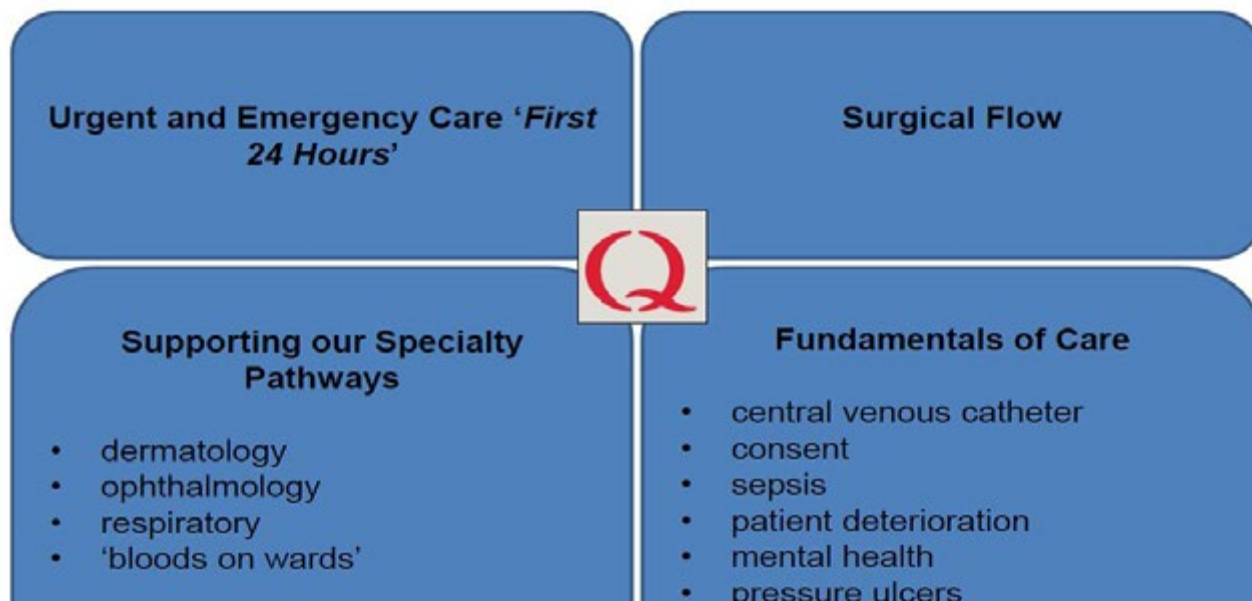 Urgent and Emergency Care ‘First
24 Hours’
Surgical Flow
Q
Supporting our Specialty
Pathways
• dermatology
• ophthalmology
• respiratory
• ‘bloods on wards’
Fundamentals of Care
• central venous catheter
• consent
• sepsis
• patient deterioration
• mental health
• pressure ulcers